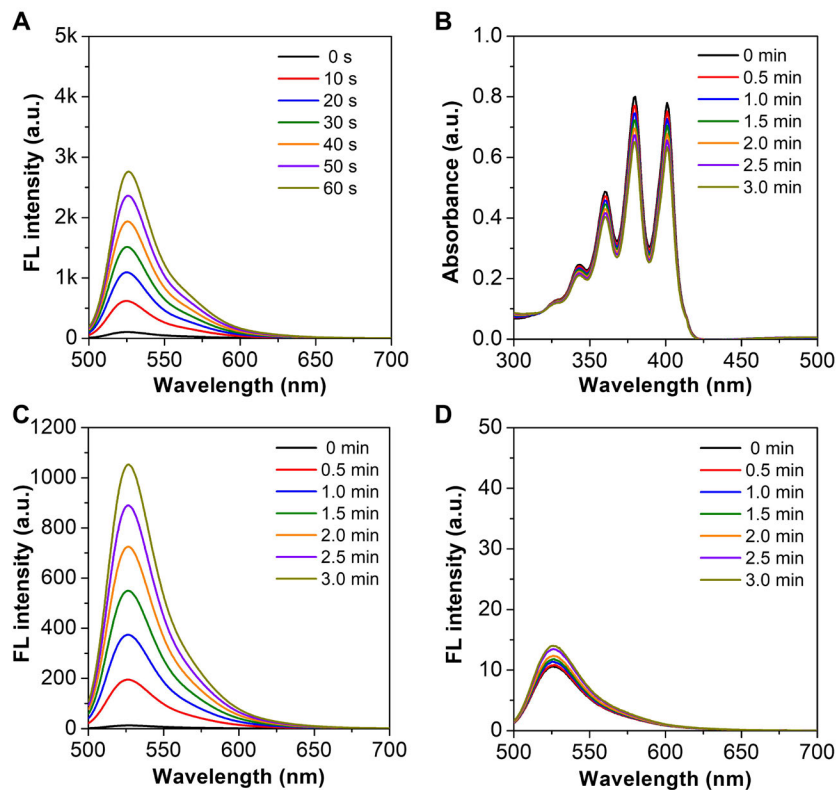 A
FL intensity (a.u.)
5k
4k
3k
2k
1k
0
0 s
10 s
20 s
30 s
40 s
50 s
60 s
500 550 600 650 700
Wavelength (nm)
B
Absorbance (a.u.)
1.0
0.8
0.6
0.4
0.2
0.0
0 min
0.5 min
1.0 min
1.5 min
2.0 min
2.5 min
3.0 min
300 350 400 450 500
Wavelength (nm)
C
FL intensity (a.u.)
1200
1000
800
600
400
200
0
0 min
0.5 min
1.0 min
1.5 min
2.0 min
2.5 min
3.0 min
500 550 600 650 700
Wavelength (nm)
D
FL intensity (a.u.)
50
40
30
20
10
0
0 min
0.5 min
1.0 min
1.5 min
2.0 min
2.5 min
3.0 min
500 550 600 650 700
Wavelength (nm)